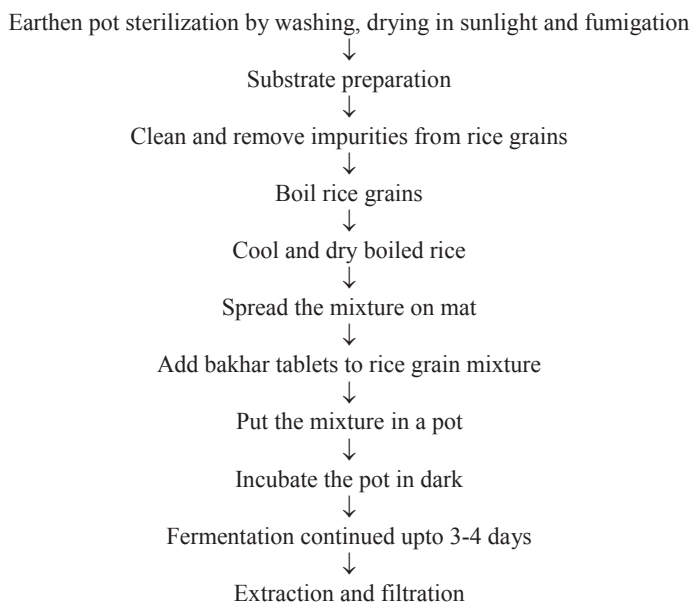 Earthen pot sterilization by washing, drying in sunlight and fumigation
↓
Substrate preparation
↓
Clean and remove impurities from rice grains
↓
Boil rice grains
↓
Cool and dry boiled rice
↓
Spread the mixture on mat
↓
Add bakhar tablets to rice grain mixture
↓
Put the mixture in a pot
↓
Incubate the pot in dark
↓
Fermentation continued upto 3-4 days
↓
Extraction and filtration